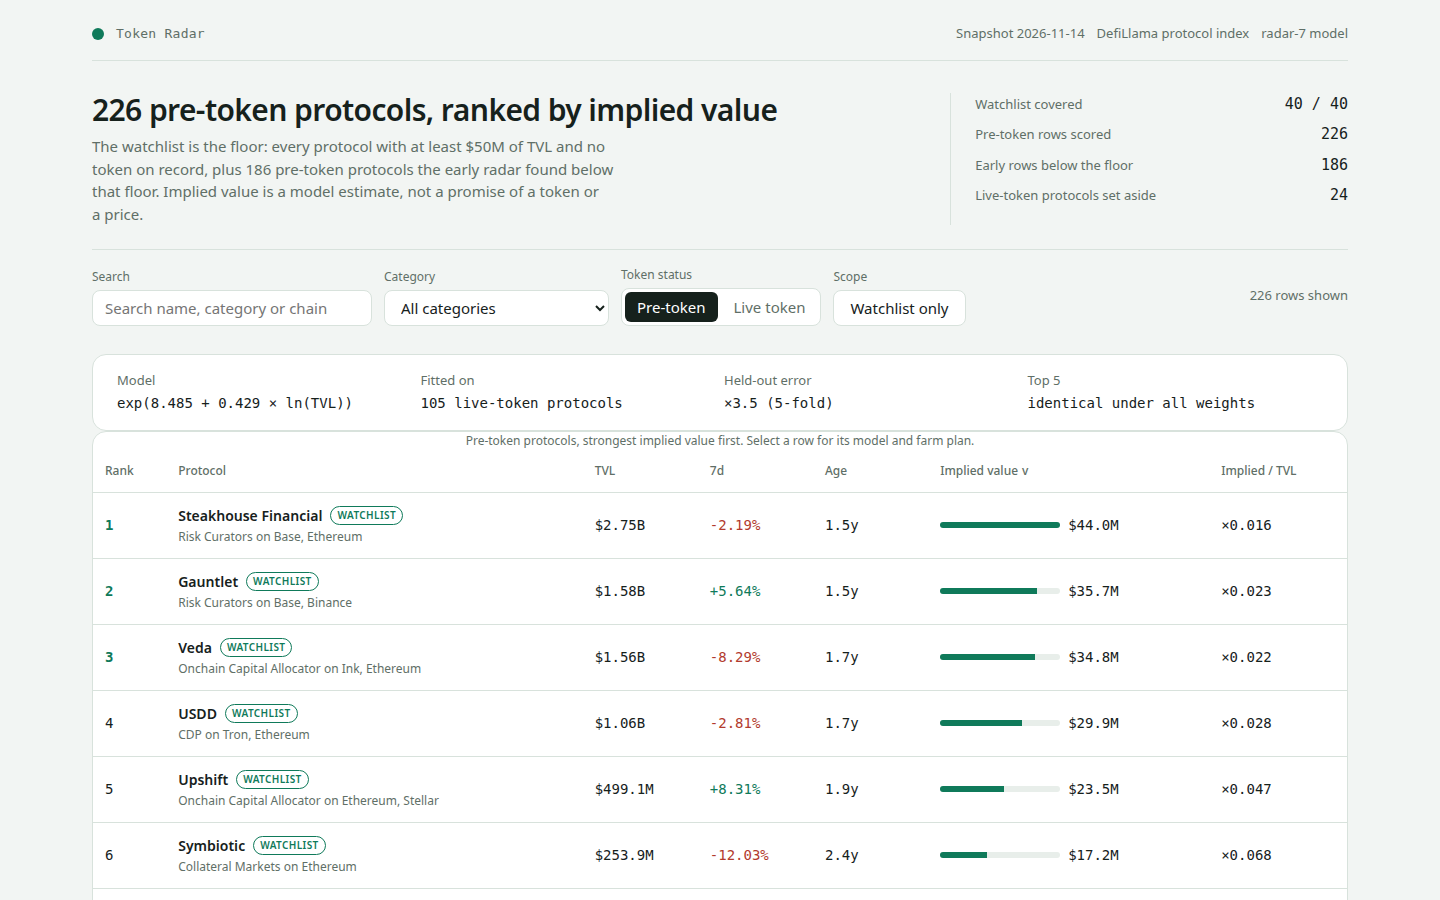 Token Radar
Snapshot 2026-11-14 DefiLlama protocol index radar-7 model
226 pre-token protocols, ranked by implied value
The watchlist is the floor: every protocol with at least $50M of TVL and no
token on record, plus 186 pre-token protocols the early radar found below
that floor. Implied value is a model estimate, not a promise of a token or
a price.
Watchlist covered 40 / 40
Pre-token rows scored 226
Early rows below the floor 186
Live-token protocols set aside 24
Search Category Token status Scope
Search name, category or chain All categories Pre-token Live token Watchlist only
226 rows shown
Model Fitted on Held-out error Top 5
exp(8.485 + 0.429 × ln(TVL)) 105 live-token protocols ×3.5 (5-fold) identical under all weights
Pre-token protocols, strongest implied value first. Select a row for its model and farm plan.
Rank Protocol TVL 7d Age Implied value v Implied / TVL
1 Steakhouse Financial WATCHLIST $2.75B -2.19% 1.5y $44.0M ×0.016
Risk Curators on Base, Ethereum
2 Gauntlet WATCHLIST $1.58B +5.64% 1.5y $35.7M ×0.023
Risk Curators on Base, Binance
3 Veda WATCHLIST $1.56B -8.29% 1.7y $34.8M ×0.022
Onchain Capital Allocator on Ink, Ethereum
4 USDD WATCHLIST $1.06B -2.81% 1.7y $29.9M ×0.028
CDP on Tron, Ethereum
5 Upshift WATCHLIST $499.1M +8.31% 1.9y $23.5M ×0.047
Onchain Capital Allocator on Ethereum, Stellar
6 Symbiotic WATCHLIST $253.9M -12.03% 2.4y $17.2M ×0.068
Collateral Markets on Ethereum